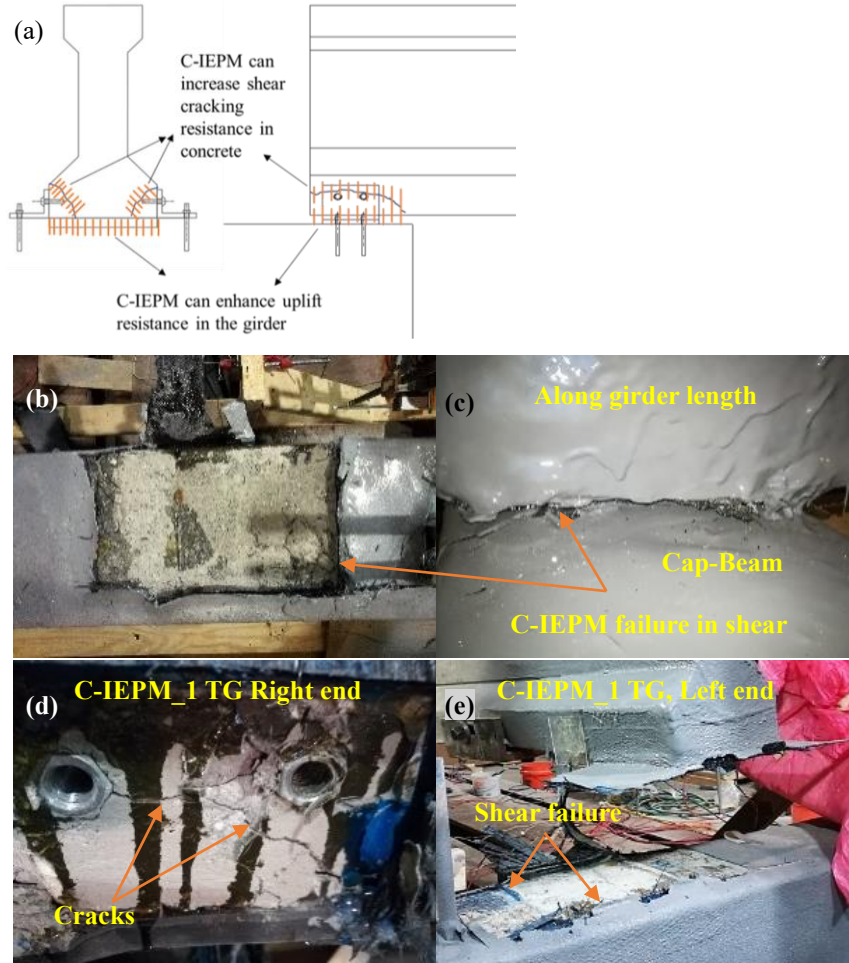 (a)
C-IEPM can
increase shear
cracking
resistance in
concrete
C-IEPM can enhance uplift
resistance in the girder
(b)
(c)
Along girder length
Cap-Beam
C-IEPM failure in shear
(d)
C-IEPM_1 TG Right end
Cracks
(e)
C-IEPM_1 TG, Left end
Shear failure